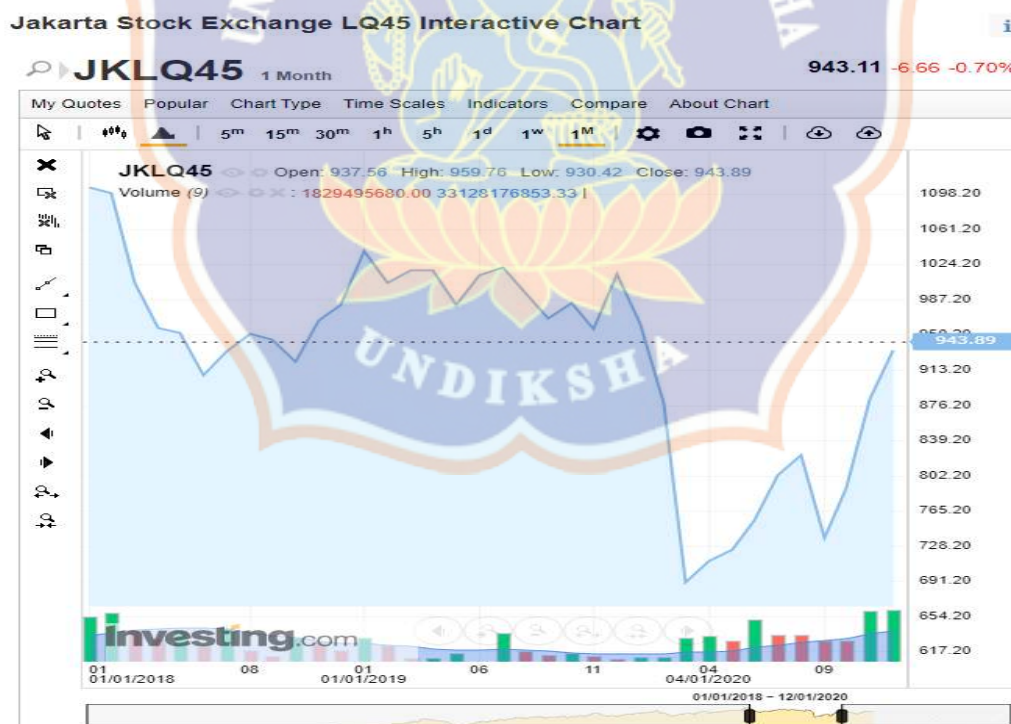 Jakarta Stock Exchange LQ45 Interactive Chart
JKLQ45 1 Month 943.11 -6.66 -0.70%
My Quotes Popular Chart Type Time Scales Indicators Compare About Chart
5m 15m 30m 1h 5h 1d 1w 1M
JKLQ45 Open: 937.56 High: 959.76 Low: 930.42 Close: 943.89
Volume (9) : 1829495680.00 33128176853.33
1098.20
1061.20
1024.20
987.20
950.20
943.89
913.20
876.20
839.20
802.20
765.20
728.20
691.20
654.20
617.20
UNDIKSHA
Investing.com
01 08 01 06 11 04 09
01/01/2018 01/01/2019 04/01/2020
01/01/2018 - 12/01/2020